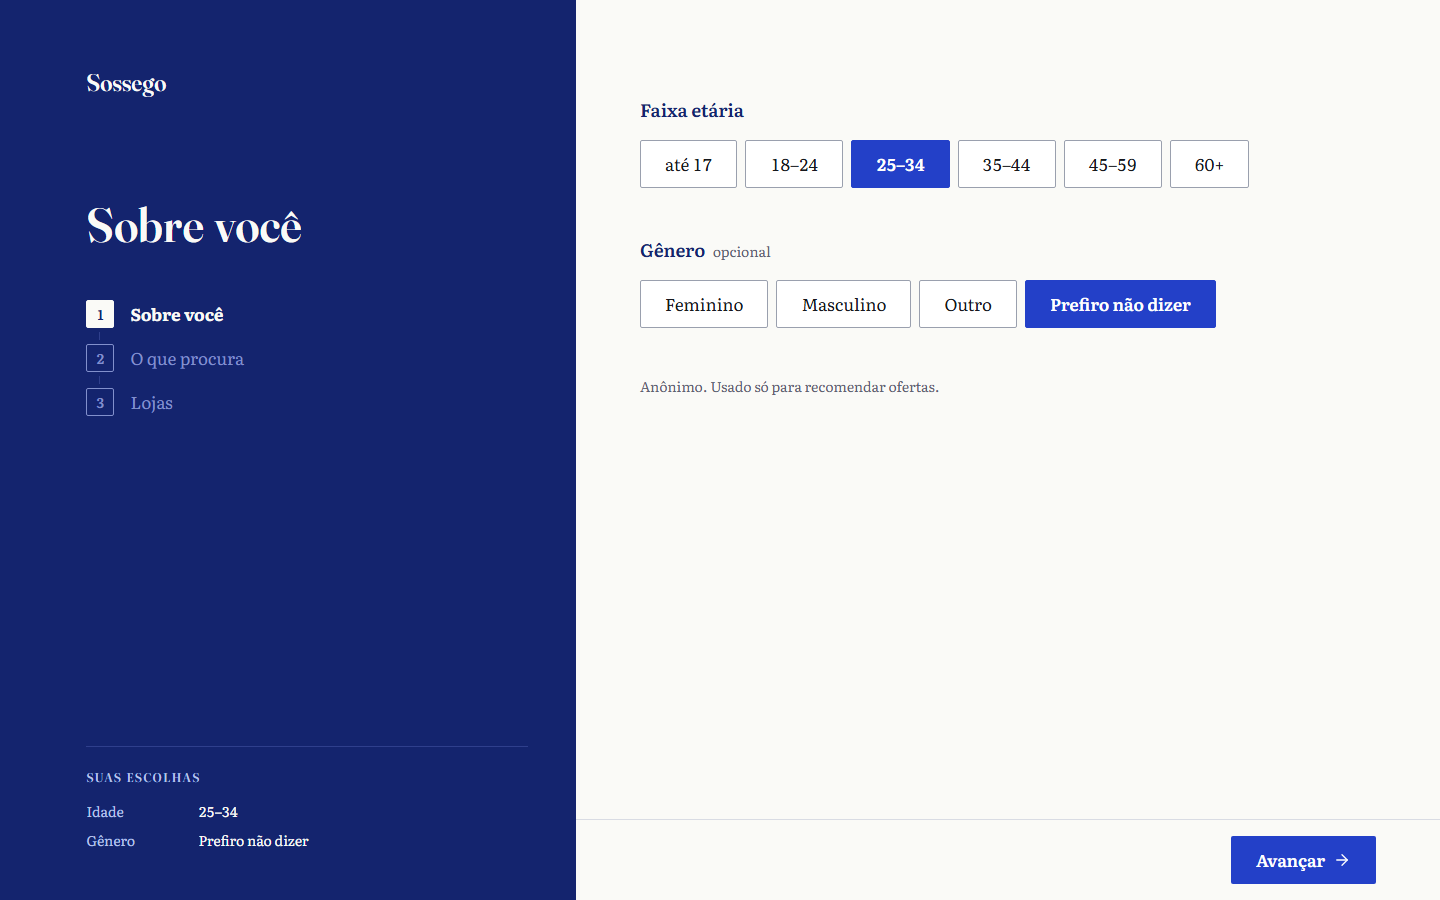 Sossego
Sobre você
1 Sobre você
2 O que procura
3 Lojas
SUAS ESCOLHAS
Idade 25–34
Gênero Prefiro não dizer
Faixa etária
até 17 18–24 25–34 35–44 45–59 60+
Gênero opcional
Feminino Masculino Outro Prefiro não dizer
Anônimo. Usado só para recomendar ofertas.
Avançar →